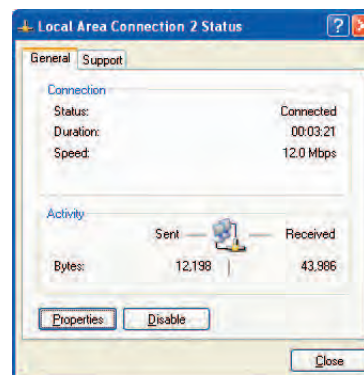 Local Area Connection 2 Status
General Support
Connection
Status: Connected
Duration: 00:03:21
Speed: 12.0 Mbps
Activity
Sent Received
Bytes: 12,198 43,986
Properties Disable
Close